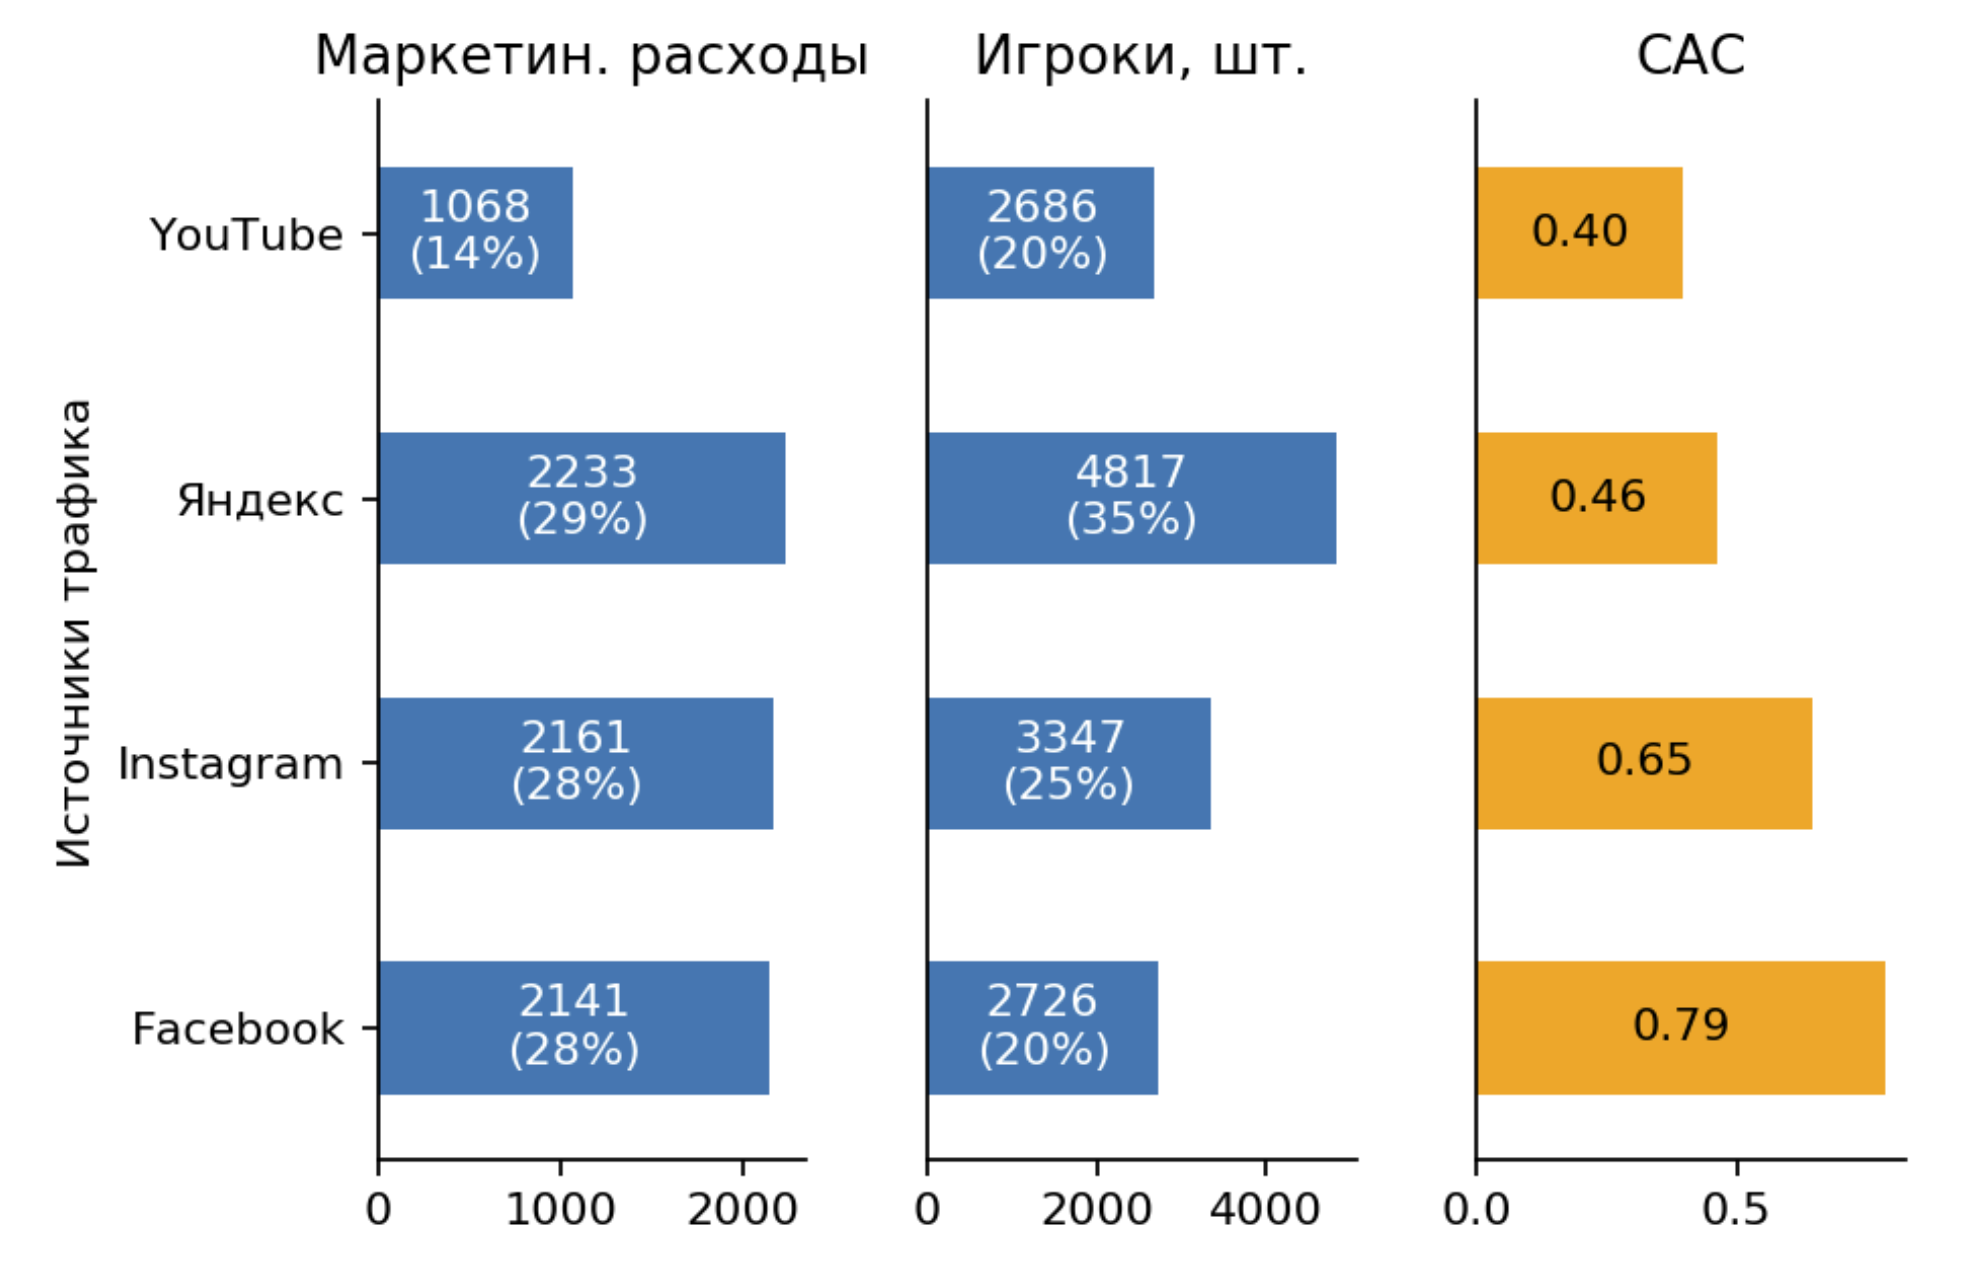 Маркетин. расходы
Игроки, шт.
CAC
Источники трафика
YouTube
1068
(14%)
2686
(20%)
0.40
Яндекс
2233
(29%)
4817
(35%)
0.46
Instagram
2161
(28%)
3347
(25%)
0.65
Facebook
2141
(28%)
2726
(20%)
0.79
0 1000 2000
0 2000 4000
0.0 0.5